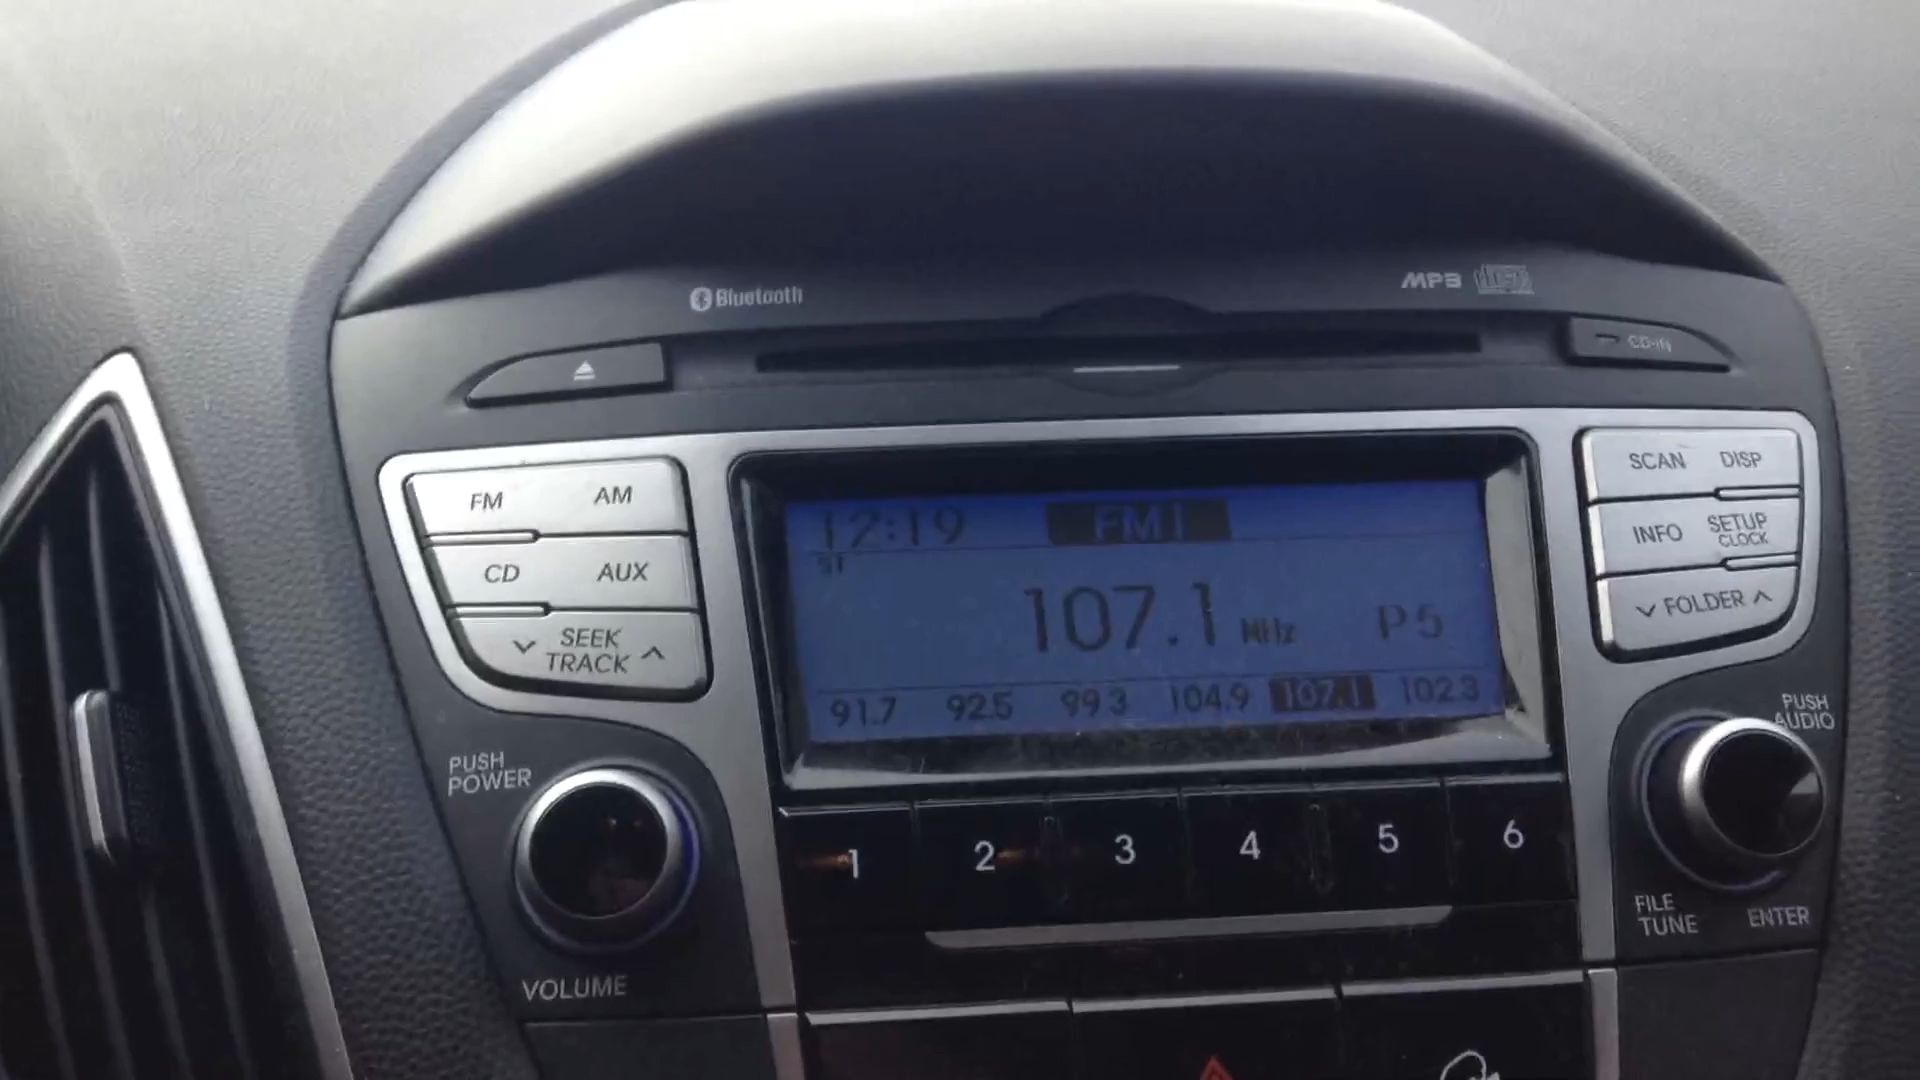 Bluetooth
MP3
CD-IN
FM AM
CD AUX
SEEK
TRACK
PUSH
POWER
VOLUME
12:19 FM1
ST
107.1 MHz P5
91.7 92.5 99.3 104.9 107.1 102.3
1 2 3 4 5 6
SCAN DISP
INFO SETUP
CLOCK
FOLDER
PUSH
AUDIO
FILE
TUNE
ENTER